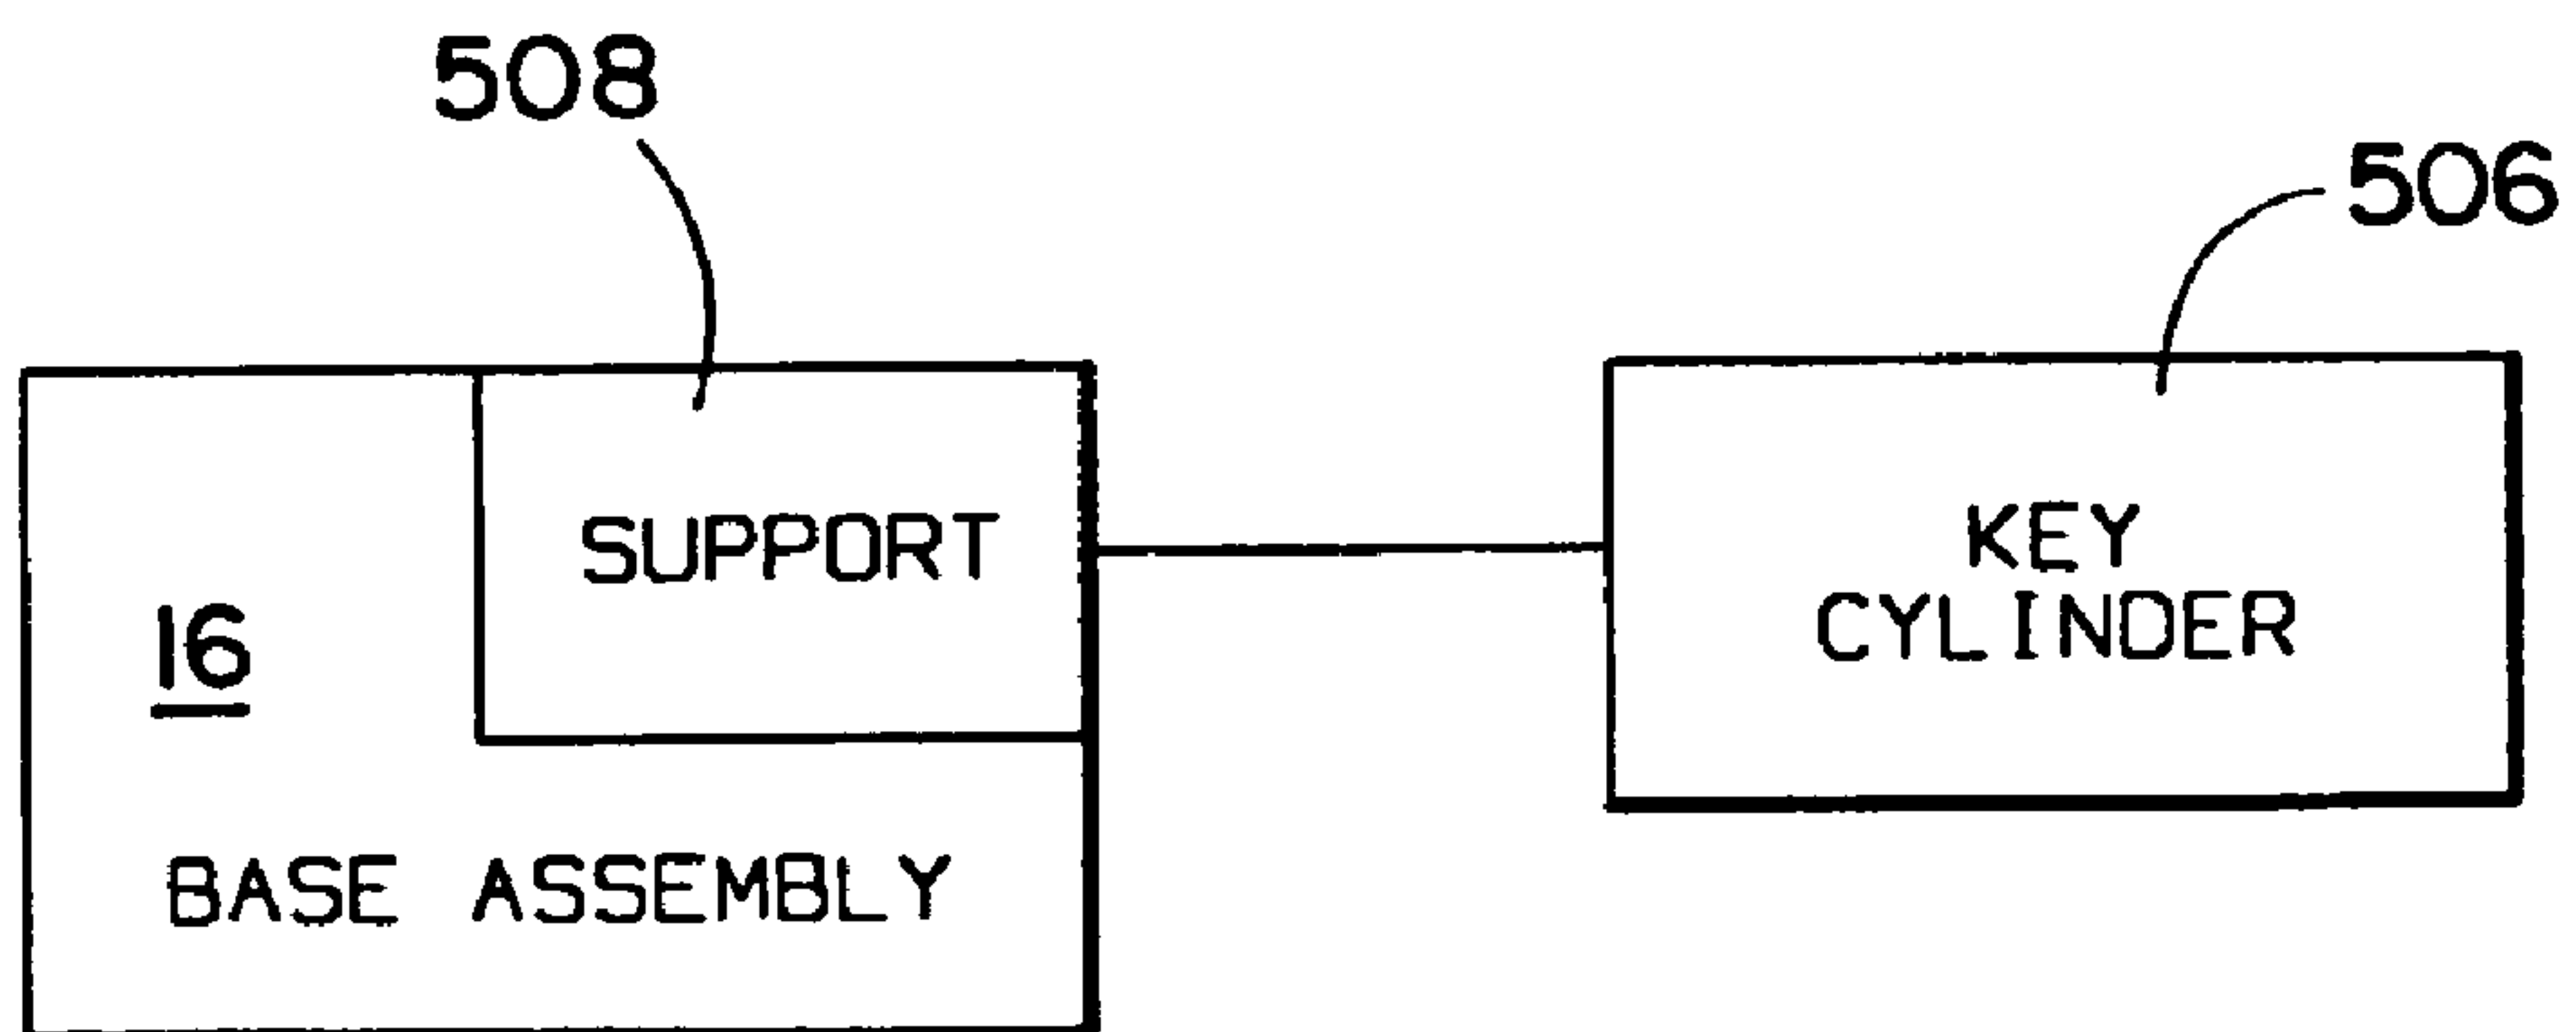 508
506
SUPPORT
KEY
CYLINDER
16
BASE ASSEMBLY